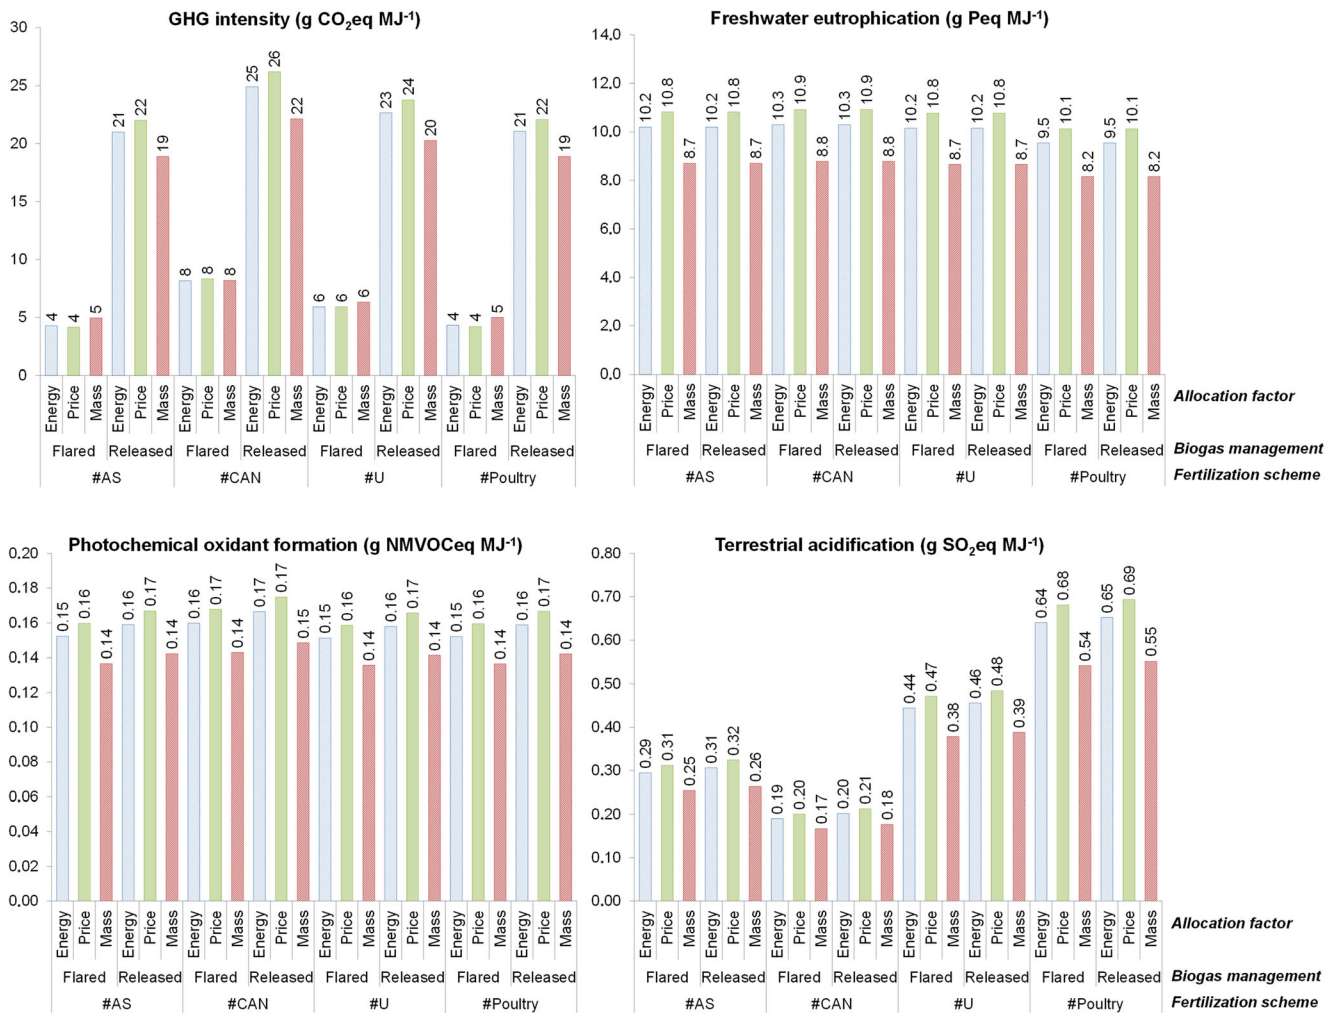 GHG intensity (g CO₂eq MJ⁻¹)
30
25
20
15
10
5
0
4 4 5 21 22 19 8 8 8 25 26 22 6 6 6 23 24 20 4 4 5 21 22 19
Energy Price Mass Energy Price Mass Energy Price Mass Energy Price Mass Energy Price Mass Energy Price Mass Energy Price Mass Energy Price Mass
Flared Released Flared Released Flared Released Flared Released
#AS #CAN #U #Poultry
Freshwater eutrophication (g Peq MJ⁻¹)
14,0
12,0
10,0
8,0
6,0
4,0
2,0
0,0
10.2 10.8 8.7 10.2 10.8 8.7 10.3 10.9 8.8 10.3 10.9 8.8 10.2 10.8 8.7 10.2 10.8 8.7 9.5 10.1 8.2 9.5 10.1 8.2
Energy Price Mass Energy Price Mass Energy Price Mass Energy Price Mass Energy Price Mass Energy Price Mass Energy Price Mass Energy Price Mass
Allocation factor
Flared Released Flared Released Flared Released Flared Released
Biogas management
#AS #CAN #U #Poultry
Fertilization scheme
Photochemical oxidant formation (g NMVOCeq MJ⁻¹)
0,20
0,18
0,16
0,14
0,12
0,10
0,08
0,06
0,04
0,02
0,00
0.15 0.16 0.14 0.16 0.17 0.14 0.16 0.17 0.14 0.17 0.17 0.15 0.15 0.16 0.14 0.16 0.17 0.14 0.15 0.16 0.14 0.16 0.17 0.14
Energy Price Mass Energy Price Mass Energy Price Mass Energy Price Mass Energy Price Mass Energy Price Mass Energy Price Mass Energy Price Mass
Flared Released Flared Released Flared Released Flared Released
#AS #CAN #U #Poultry
Terrestrial acidification (g SO₂eq MJ⁻¹)
0.80
0.70
0.60
0.50
0.40
0.30
0.20
0.10
0.00
0.29 0.31 0.25 0.31 0.32 0.26 0.19 0.20 0.17 0.20 0.21 0.18 0.44 0.47 0.38 0.46 0.48 0.39 0.64 0.68 0.54 0.65 0.69 0.55
Energy Price Mass Energy Price Mass Energy Price Mass Energy Price Mass Energy Price Mass Energy Price Mass Energy Price Mass Energy Price Mass
Allocation factor
Flared Released Flared Released Flared Released Flared Released
Biogas management
#AS #CAN #U #Poultry
Fertilization scheme